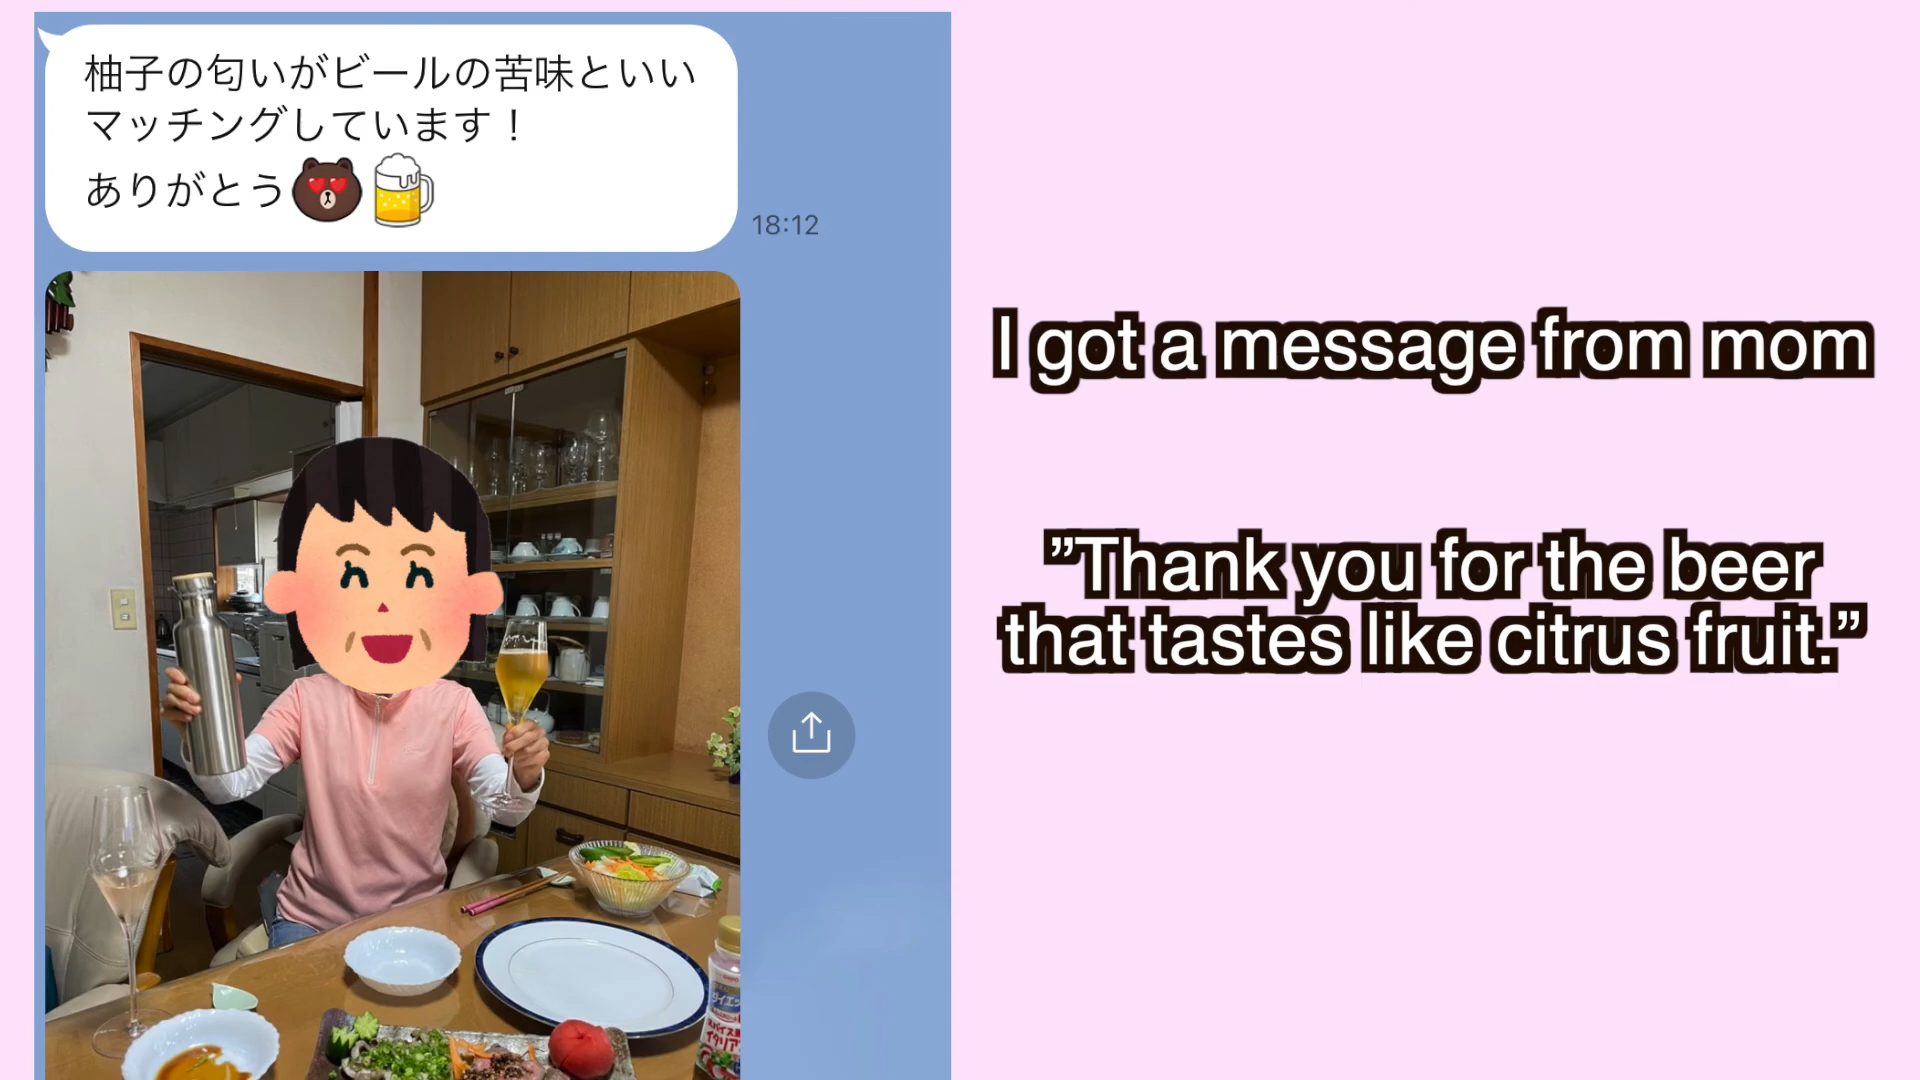 柚子の匂いがビールの苦味といい
マッチングしています！
ありがとう
18:12
I got a message from mom
”Thank you for the beer
that tastes like citrus fruit.”